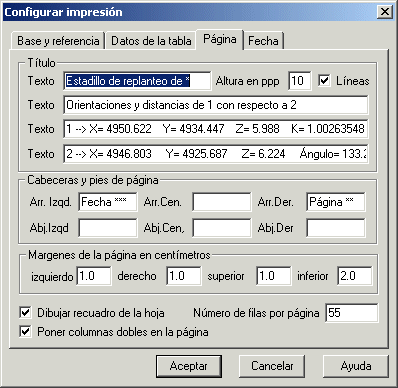 Configurar impresión
Base y referencia Datos de la tabla Página Fecha
Título
Texto Estadillo de replanteo de * Altura en ppp 10 Líneas
Texto Orientaciones y distancias de 1 con respecto a 2
Texto 1 --> X= 4950.622 Y= 4934.447 Z= 5.988 K= 1.00263548
Texto 2 --> X= 4946.803 Y= 4925.687 Z= 6.224 Ángulo= 133.2
Cabeceras y pies de página
Arr. Izqd. Fecha *** Arr.Cen. Arr.Der. Página **
Abj.Izqd Abj.Cen, Abj.Der
Margenes de la página en centímetros
izquierdo 1.0 derecho 1.0 superior 1.0 inferior 2.0
Dibujar recuadro de la hoja Número de filas por página 55
Poner columnas dobles en la página
Aceptar Cancelar Ayuda